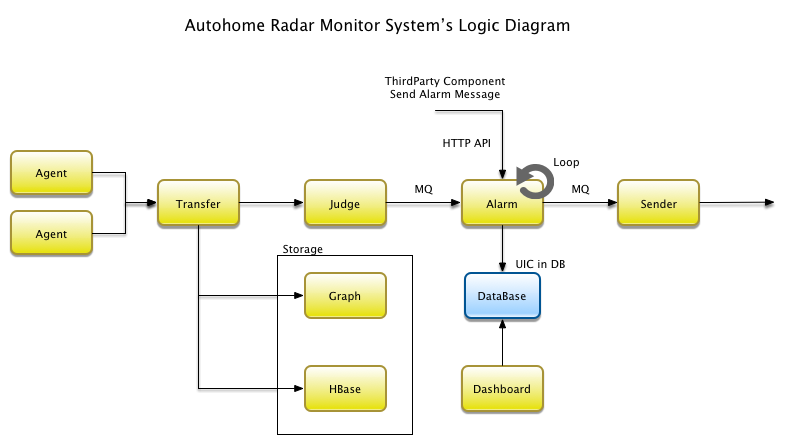 Autohome Radar Monitor System's Logic Diagram
ThirdParty Component
Send Alarm Message
HTTP API
Loop
Agent
Agent
Transfer
Judge
MQ
Alarm
MQ
Sender
Storage
Graph
HBase
UIC in DB
DataBase
Dashboard